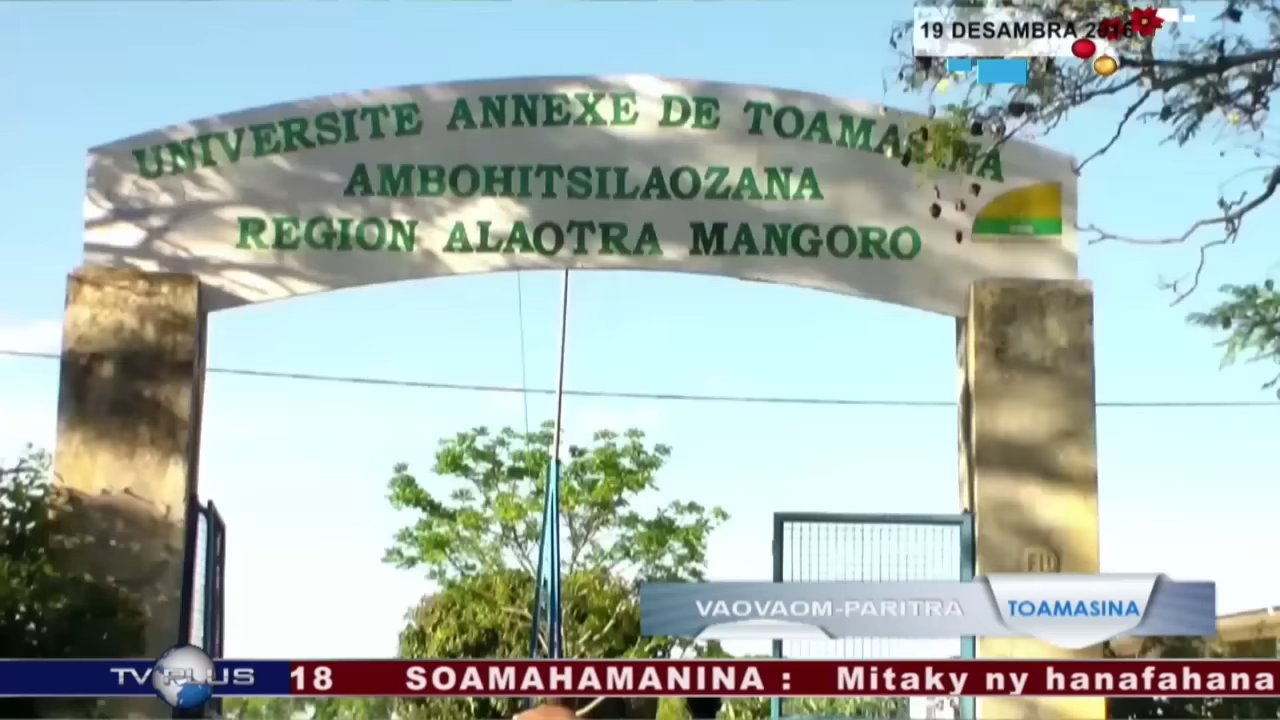 19 DESAMBRA 2016
UNIVERSITE ANNEXE DE TOAMASINA
AMBOHITSILAOZANA
REGION ALAOTRA MANGORO
VAOVAOM-PARITRA
TOAMASINA
TV PLUS
18 SOAMAHAMANINA : Mitaky ny hanafahana